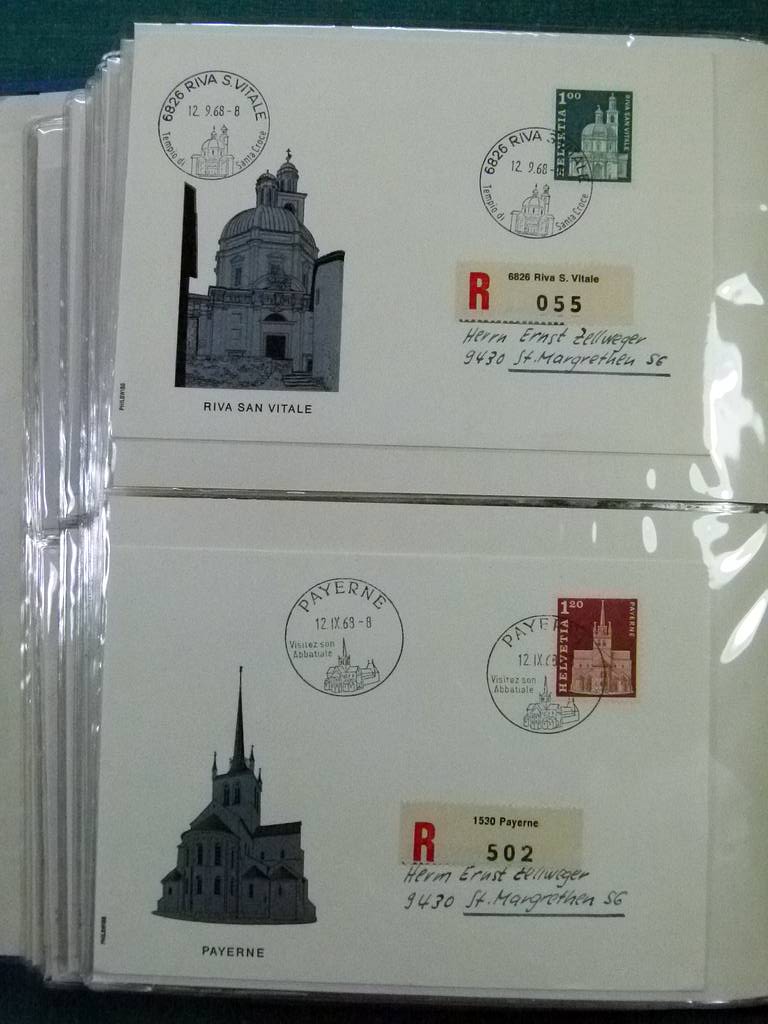 6826 RIVA S. VITALE
12.9.68-8
Tempio di Santa Croce
6826 RIVA S. VITALE
12.9.68-
Tempio di Santa Croce
HELVETIA 1 00
RIVA SAN VITALE
R 6826 Riva S. Vitale
055
Herrn Ernst Zellweger
9430 St. Margrethen SG
RIVA SAN VITALE
PAYERNE
12.IX.68-8
Visitez son
Abbatiale
PAYERNE
12.IX.68
Visitez son
Abbatiale
HELVETIA 1 20
PAYERNE
R 1530 Payerne
502
Herrn Ernst Zellweger
9430 St. Margrethen SG
PAYERNE